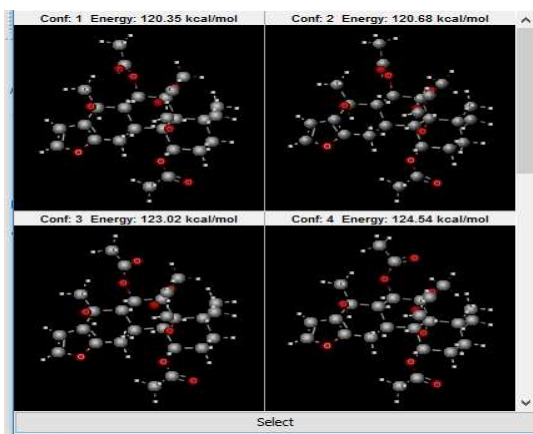 Conf: 1 Energy: 120.35 kcal/mol
Conf: 2 Energy: 120.68 kcal/mol
Conf: 3 Energy: 123.02 kcal/mol
Conf: 4 Energy: 124.54 kcal/mol
Select